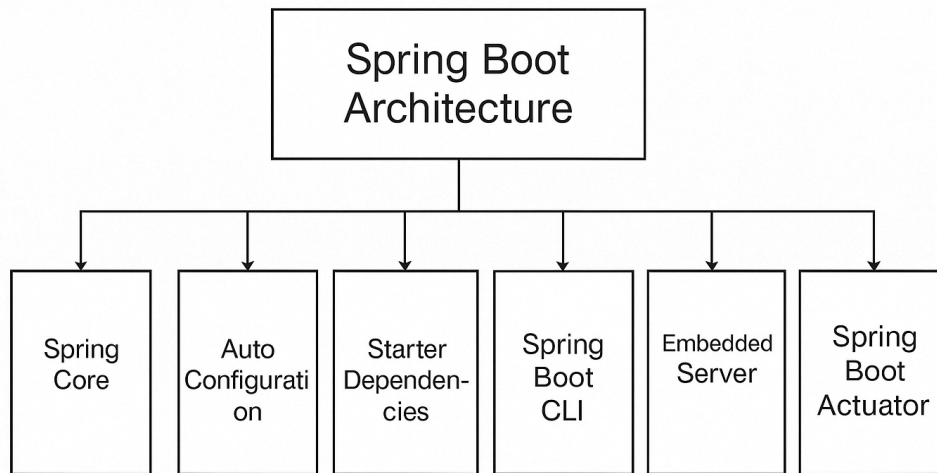 Spring Boot
Architecture
Spring
Core
Auto
Configurati
on
Starter
Dependen-
cies
Spring
Boot
CLI
Embedded
Server
Spring
Boot
Actuator